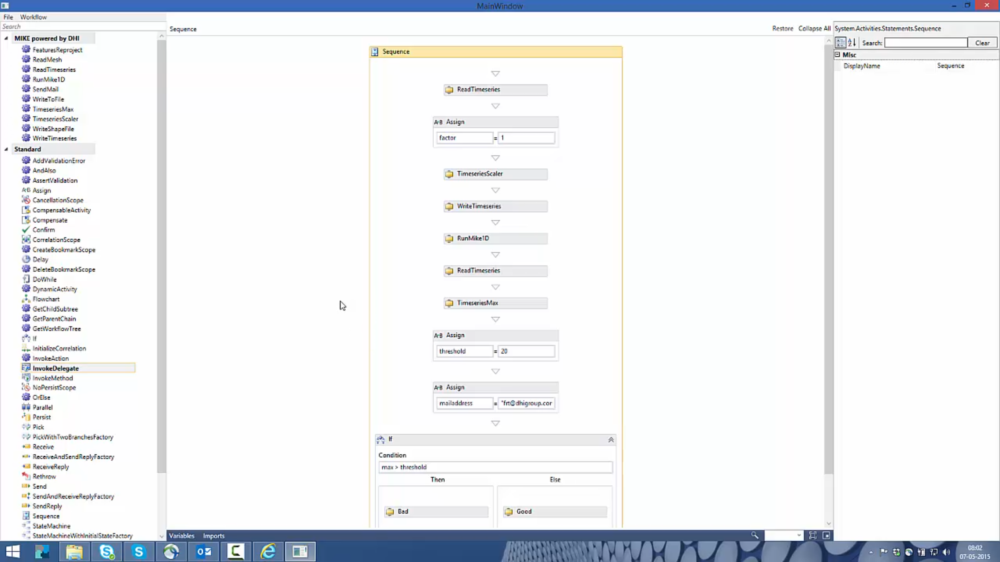 MainWindow
File Workflow
Search
MIKE powered by DHI
FeaturesReproject
ReadMesh
ReadTimeseries
RunMike1D
SendMail
WriteToFile
TimeseriesMax
TimeseriesScaler
WriteShapeFile
WriteTimeseries
Standard
AddValidationError
AndAlso
AssertValidation
A+B Assign
CancellationScope
CompensableActivity
Compensate
Confirm
CorrelationScope
CreateBookmarkScope
Delay
DeleteBookmarkScope
DoWhile
DynamicActivity
Flowchart
GetChildSubtree
GetParentChain
GetWorkflowTree
If
InitializeCorrelation
InvokeAction
InvokeDelegate
InvokeMethod
NoPersistScope
OrElse
Parallel
Persist
Pick
PickWithTwoBranchesFactory
Receive
ReceiveAndSendReplyFactory
ReceiveReply
Rethrow
Send
SendAndReceiveReplyFactory
SendReply
Sequence
StateMachine
StateMachineWithInitialStateFactory
Sequence Restore Collapse All
Sequence
ReadTimeseries
A+B Assign
factor = 1
TimeseriesScaler
WriteTimeseries
RunMike1D
ReadTimeseries
TimeseriesMax
A+B Assign
threshold = 20
A+B Assign
mailaddress = "frt@dhigroup.cor
If
Condition
max > threshold
Then Else
Bad Good
Variables Imports
System.Activities.Statements.Sequence
Search: Clear
Misc
DisplayName Sequence
08:02
07-05-2015